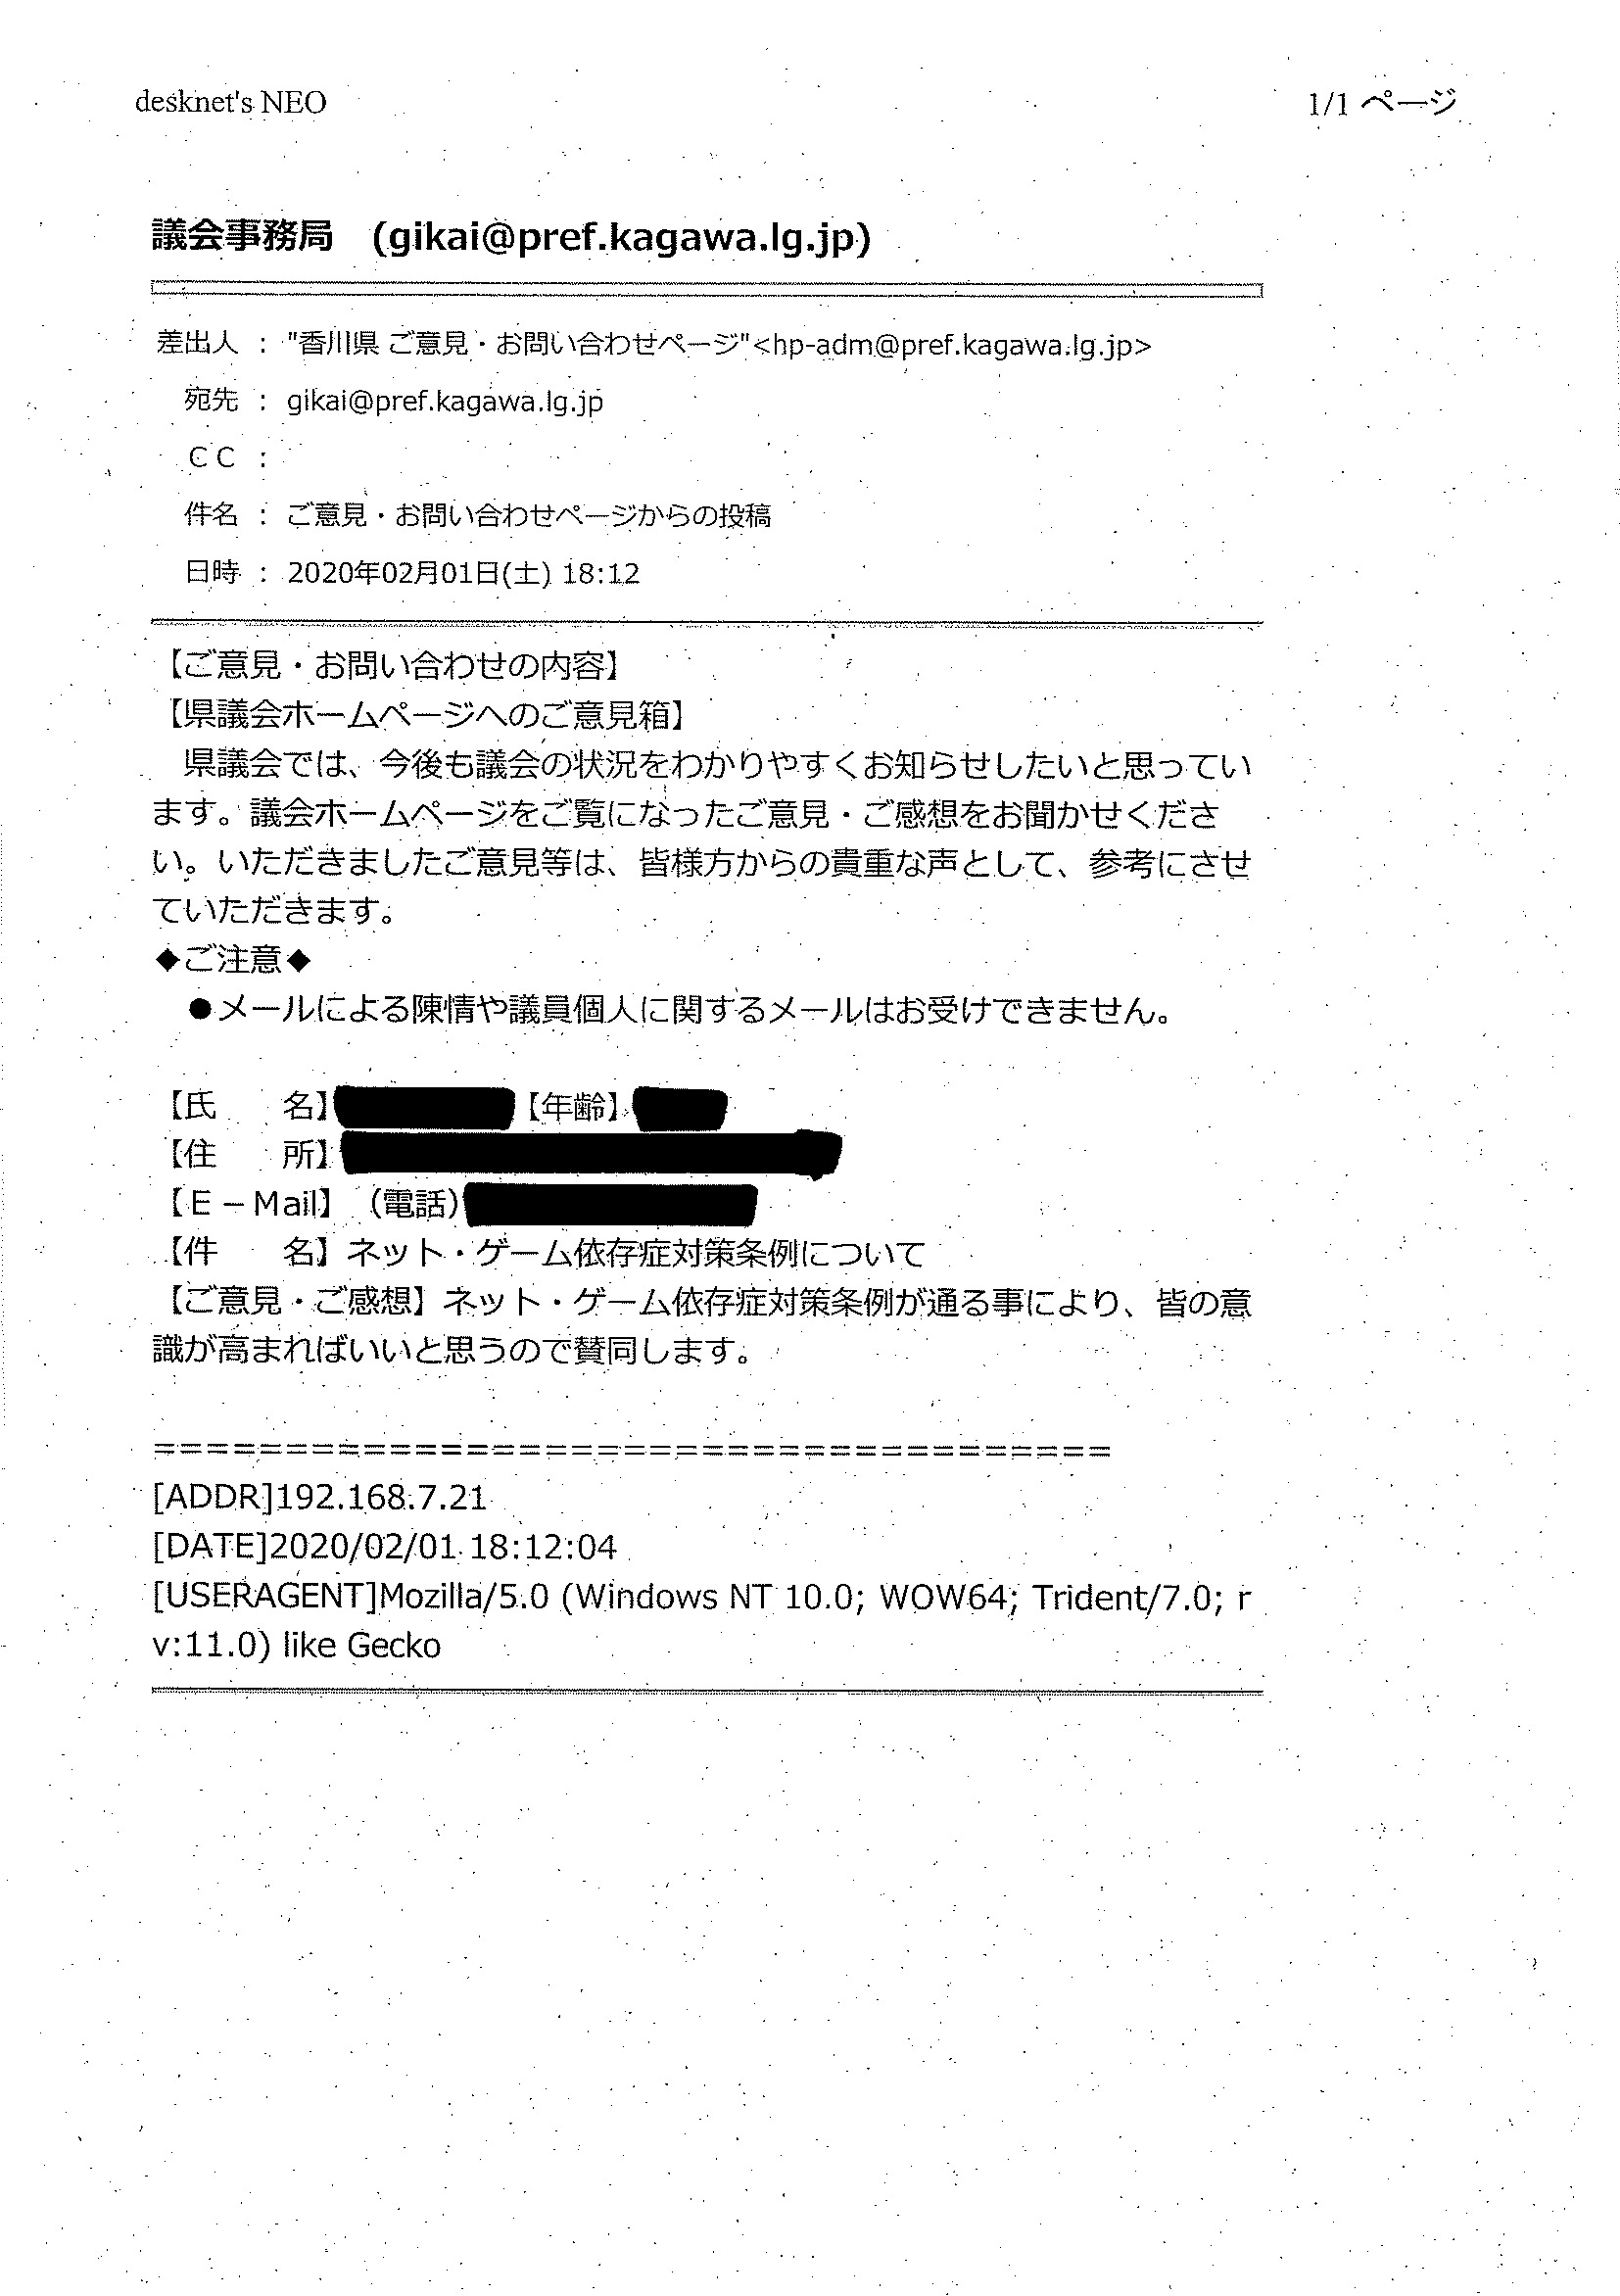 desknet's NEO
1/1 ページ
議会事務局　(gikai@pref.kagawa.lg.jp)
差出人 ： "香川県 ご意見・お問い合わせページ"<hp-adm@pref.kagawa.lg.jp>
宛先 ： gikai@pref.kagawa.lg.jp
ＣＣ ：
件名 ： ご意見・お問い合わせページからの投稿
日時 ： 2020年02月01日(土) 18:12
【ご意見・お問い合わせの内容】
【県議会ホームページへのご意見箱】
　県議会では、今後も議会の状況をわかりやすくお知らせしたいと思ってい
ます。議会ホームページをご覧になったご意見・ご感想をお聞かせくださ
い。いただきましたご意見等は、皆様方からの貴重な声として、参考にさせ
ていただきます。
◆ご注意◆
　●メールによる陳情や議員個人に関するメールはお受けできません。
【氏　　名】【年齢】
【住　　所】
【Ｅ－Mail】（電話）
【件　　名】ネット・ゲーム依存症対策条例について
【ご意見・ご感想】ネット・ゲーム依存症対策条例が通る事により、皆の意
識が高まればいいと思うので賛同します。
=====================================
[ADDR]192.168.7.21
[DATE]2020/02/01 18:12:04
[USERAGENT]Mozilla/5.0 (Windows NT 10.0; WOW64; Trident/7.0; r
v:11.0) like Gecko